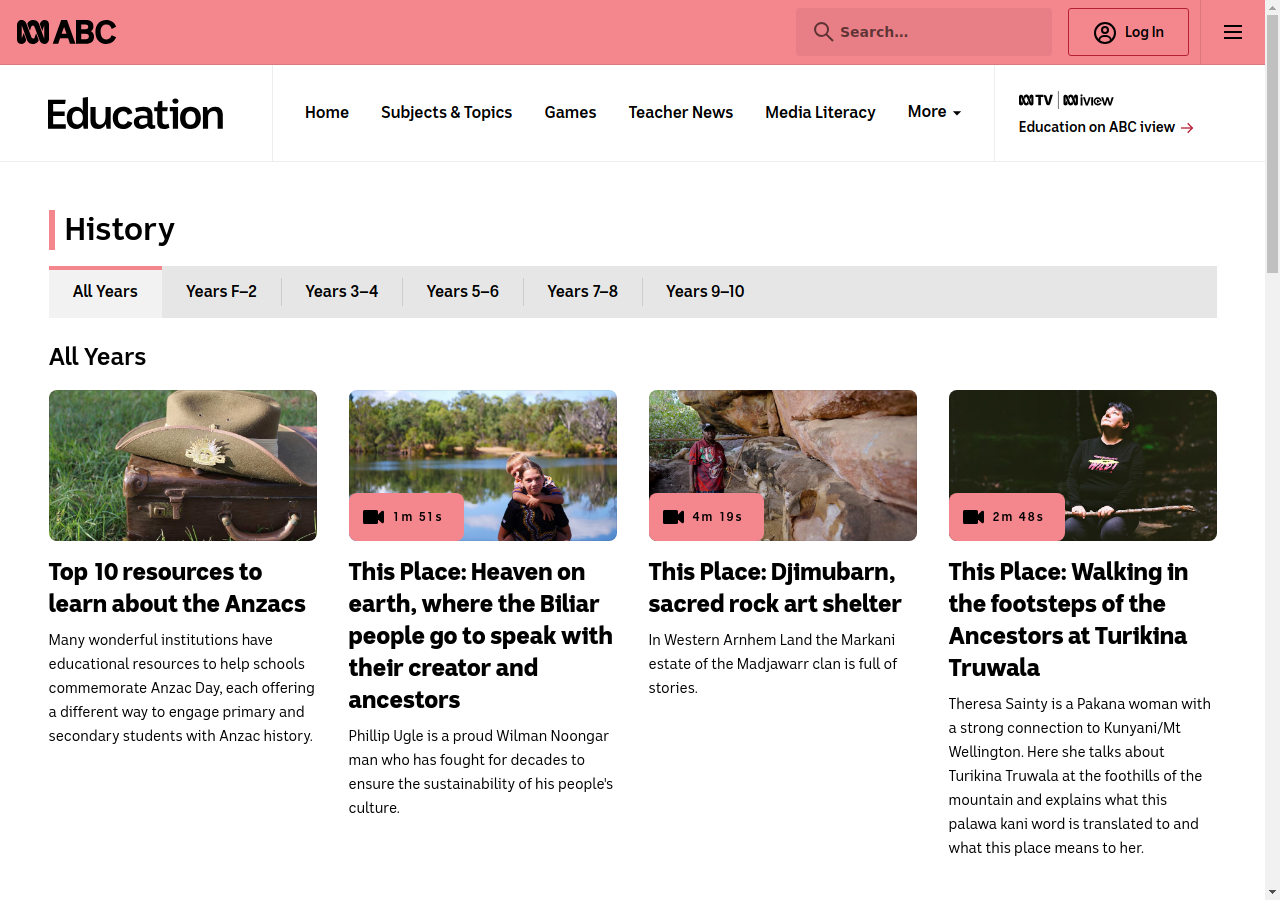 ABC
Search...
Log In
Education
Home
Subjects & Topics
Games
Teacher News
Media Literacy
More
TV
iview
Education on ABC iview
History
All Years
Years F–2
Years 3–4
Years 5–6
Years 7–8
Years 9–10
All Years
1m 51s
4m 19s
2m 48s
Top 10 resources to
learn about the Anzacs
Many wonderful institutions have
educational resources to help schools
commemorate Anzac Day, each offering
a different way to engage primary and
secondary students with Anzac history.
This Place: Heaven on
earth, where the Biliar
people go to speak with
their creator and
ancestors
Phillip Ugle is a proud Wilman Noongar
man who has fought for decades to
ensure the sustainability of his people's
culture.
This Place: Djimubarn,
sacred rock art shelter
In Western Arnhem Land the Markani
estate of the Madjawarr clan is full of
stories.
This Place: Walking in
the footsteps of the
Ancestors at Turikina
Truwala
Theresa Sainty is a Pakana woman with
a strong connection to Kunyani/Mt
Wellington. Here she talks about
Turikina Truwala at the foothills of the
mountain and explains what this
palawa kani word is translated to and
what this place means to her.